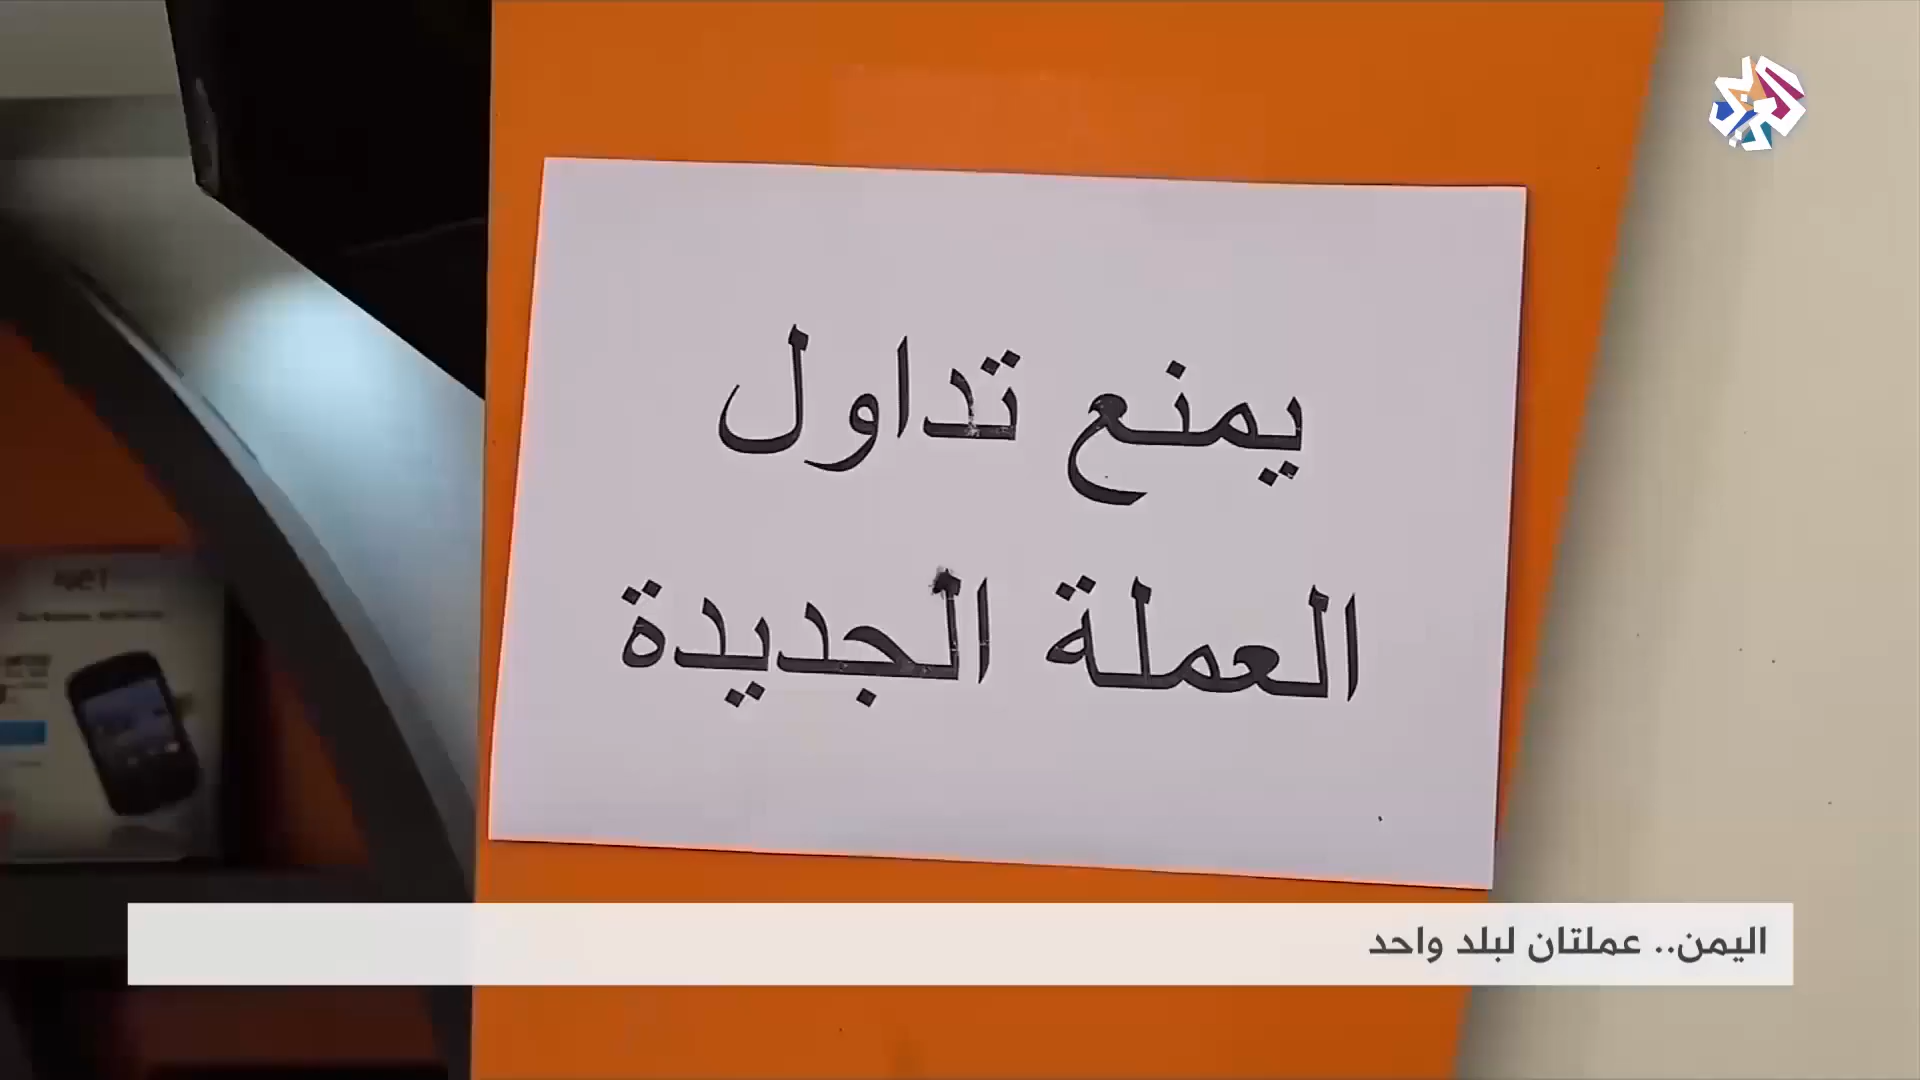 يمنع تداول
العملة الجديدة
اليمن.. عملتان لبلد واحد